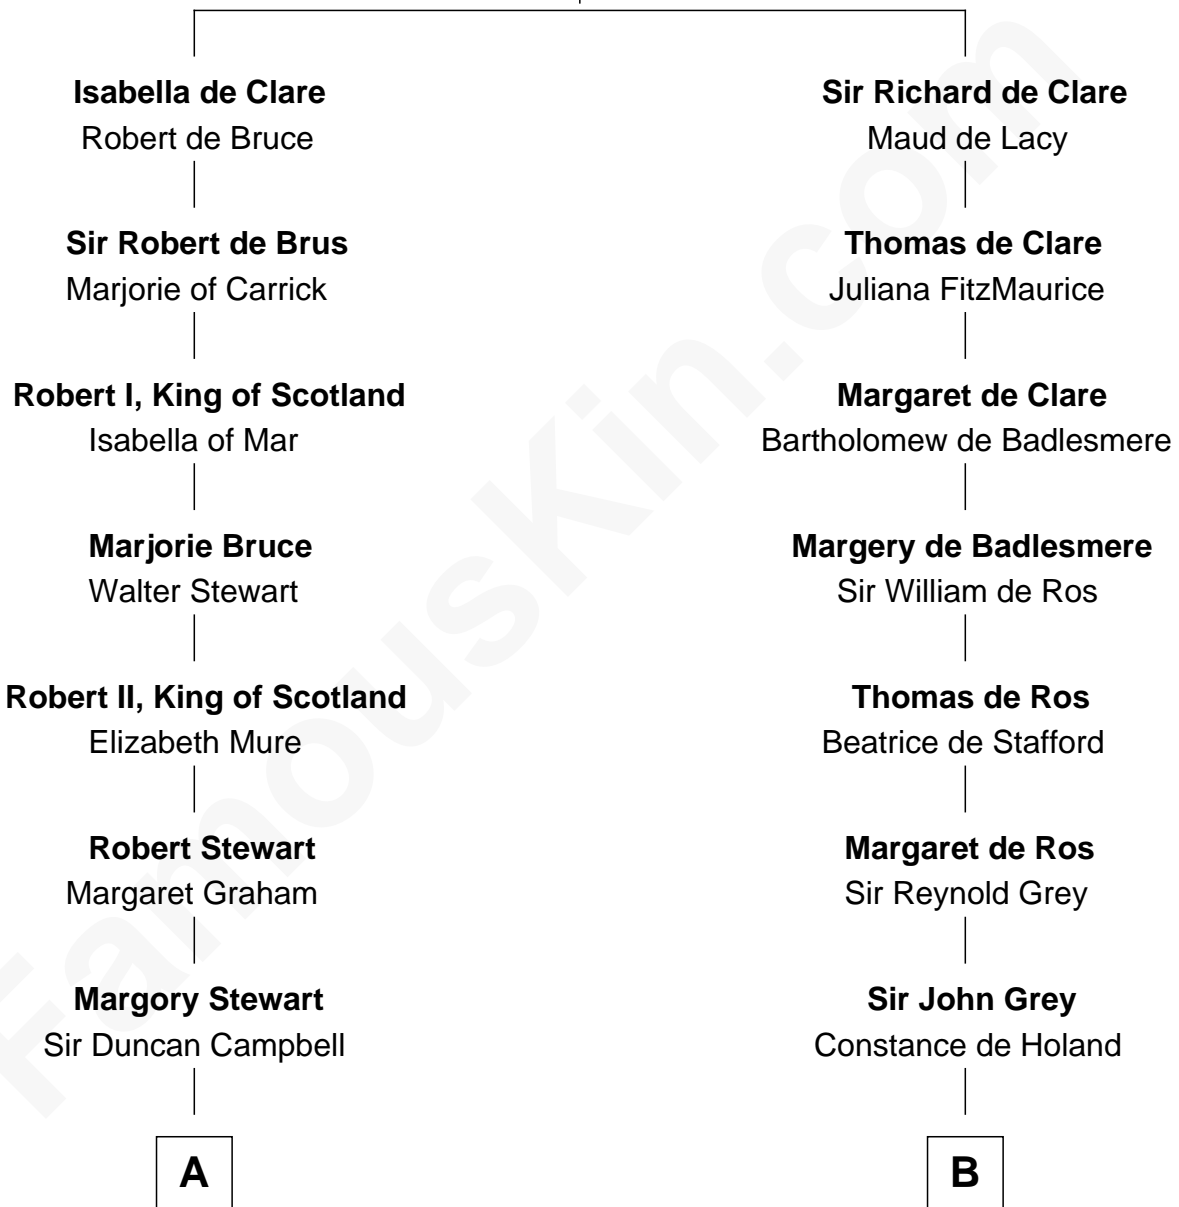 Isabella de Clare
Robert de Bruce
Sir Richard de Clare
Maud de Lacy
Sir Robert de Brus
Marjorie of Carrick
Thomas de Clare
Juliana FitzMaurice
Robert I, King of Scotland
Isabella of Mar
Margaret de Clare
Bartholomew de Badlesmere
Marjorie Bruce
Walter Stewart
Margery de Badlesmere
Sir William de Ros
Robert II, King of Scotland
Elizabeth Mure
Thomas de Ros
Beatrice de Stafford
Robert Stewart
Margaret Graham
Margaret de Ros
Sir Reynold Grey
Margory Stewart
Sir Duncan Campbell
Sir John Grey
Constance de Holand
A
B
FamousKin.com